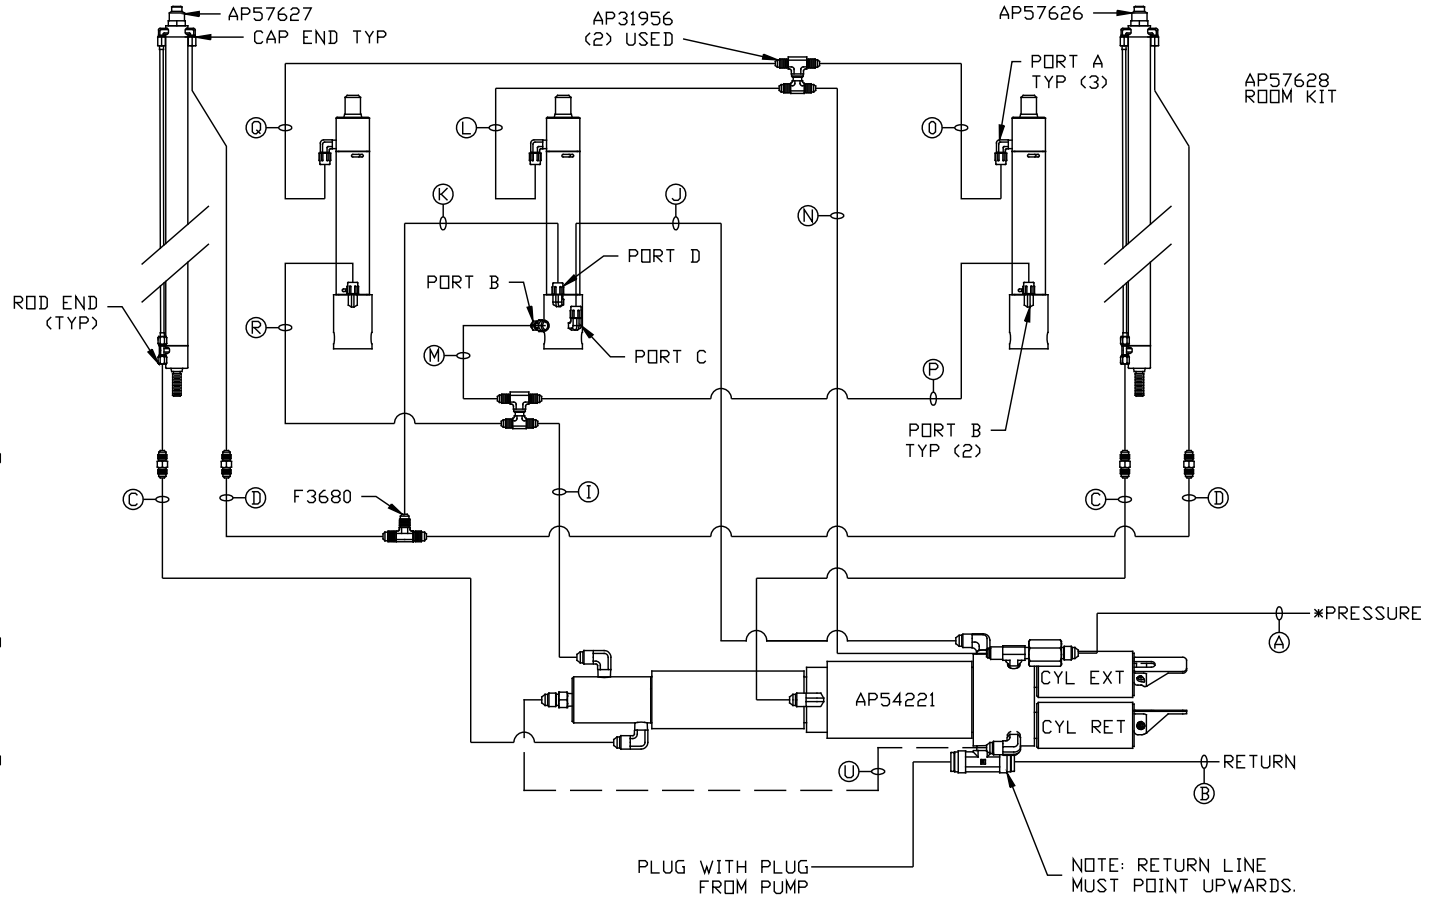 AP57627
CAP END TYP
AP31956
(2) USED
AP57626
PORT A
TYP (3)
AP57628
ROOM KIT
Q
L
O
K
J
N
PORT D
PORT B
ROD END
(TYP)
R
M
PORT C
P
PORT B
TYP (2)
C
D
F3680
I
C
D
*PRESSURE
A
CYL EXT
AP54221
CYL RET
U
RETURN
B
PLUG WITH PLUG
FROM PUMP
NOTE: RETURN LINE
MUST POINT UPWARDS.